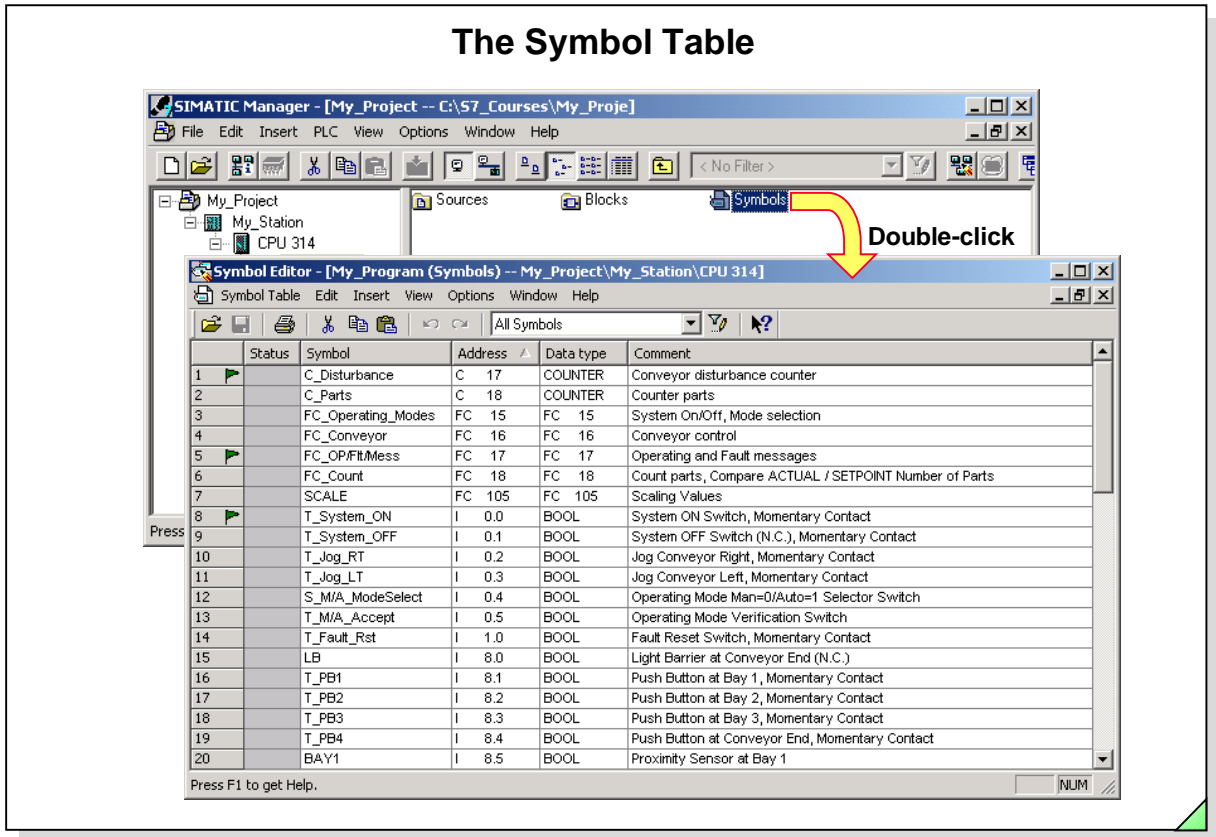 The Symbol Table
SIMATIC Manager - [My_Project -- C:\S7_Courses\My_Proje]
File Edit Insert PLC View Options Window Help
< No Filter >
My_Project
My_Station
CPU 314
Sources Blocks Symbols
Double-click
Press
Symbol Editor - [My_Program (Symbols) -- My_Project\My_Station\CPU 314]
Symbol Table Edit Insert View Options Window Help
All Symbols
Status Symbol Address Data type Comment
1 C_Disturbance C 17 COUNTER Conveyor disturbance counter
2 C_Parts C 18 COUNTER Counter parts
3 FC_Operating_Modes FC 15 FC 15 System On/Off, Mode selection
4 FC_Conveyor FC 16 FC 16 Conveyor control
5 FC_OP/Flt/Mess FC 17 FC 17 Operating and Fault messages
6 FC_Count FC 18 FC 18 Count parts, Compare ACTUAL / SETPOINT Number of Parts
7 SCALE FC 105 FC 105 Scaling Values
8 T_System_ON I 0.0 BOOL System ON Switch, Momentary Contact
9 T_System_OFF I 0.1 BOOL System OFF Switch (N.C.), Momentary Contact
10 T_Jog_RT I 0.2 BOOL Jog Conveyor Right, Momentary Contact
11 T_Jog_LT I 0.3 BOOL Jog Conveyor Left, Momentary Contact
12 S_M/A_ModeSelect I 0.4 BOOL Operating Mode Man=0/Auto=1 Selector Switch
13 T_M/A_Accept I 0.5 BOOL Operating Mode Verification Switch
14 T_Fault_Rst I 1.0 BOOL Fault Reset Switch, Momentary Contact
15 LB I 8.0 BOOL Light Barrier at Conveyor End (N.C.)
16 T_PB1 I 8.1 BOOL Push Button at Bay 1, Momentary Contact
17 T_PB2 I 8.2 BOOL Push Button at Bay 2, Momentary Contact
18 T_PB3 I 8.3 BOOL Push Button at Bay 3, Momentary Contact
19 T_PB4 I 8.4 BOOL Push Button at Conveyor End, Momentary Contact
20 BAY1 I 8.5 BOOL Proximity Sensor at Bay 1
Press F1 to get Help. NUM